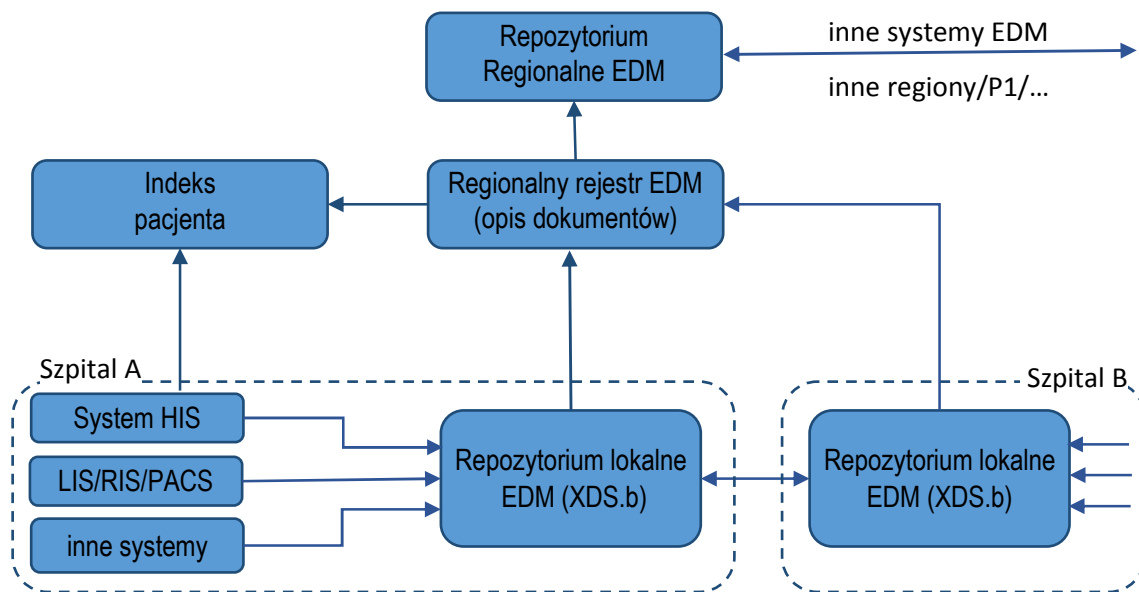 Repozytorium
Regionalne EDM
inne systemy EDM
inne regiony/P1/...
Indeks
pacjenta
Regionalny rejestr EDM
(opis dokumentów)
Szpital A
Szpital B
System HIS
LIS/RIS/PACS
inne systemy
Repozytorium lokalne
EDM (XDS.b)
Repozytorium lokalne
EDM (XDS.b)